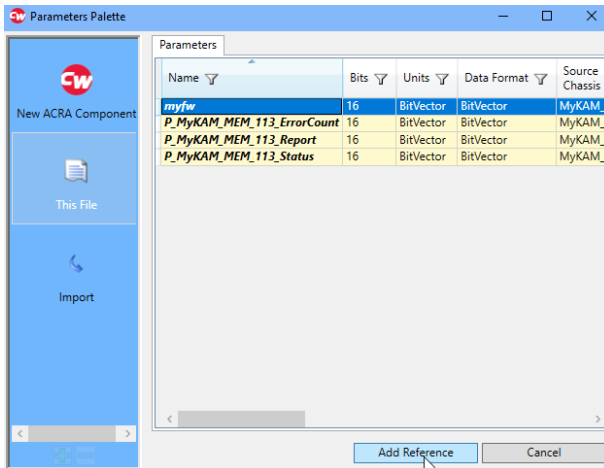 Parameters Palette
CW
New ACRA Component
This File
Import
Parameters
Name Bits Units Data Format Source Chassis
myfw 16 BitVector BitVector MyKAM_
P_MyKAM_MEM_113_ErrorCount 16 BitVector BitVector MyKAM_
P_MyKAM_MEM_113_Report 16 BitVector BitVector MyKAM_
P_MyKAM_MEM_113_Status 16 BitVector BitVector MyKAM_
Add Reference Cancel